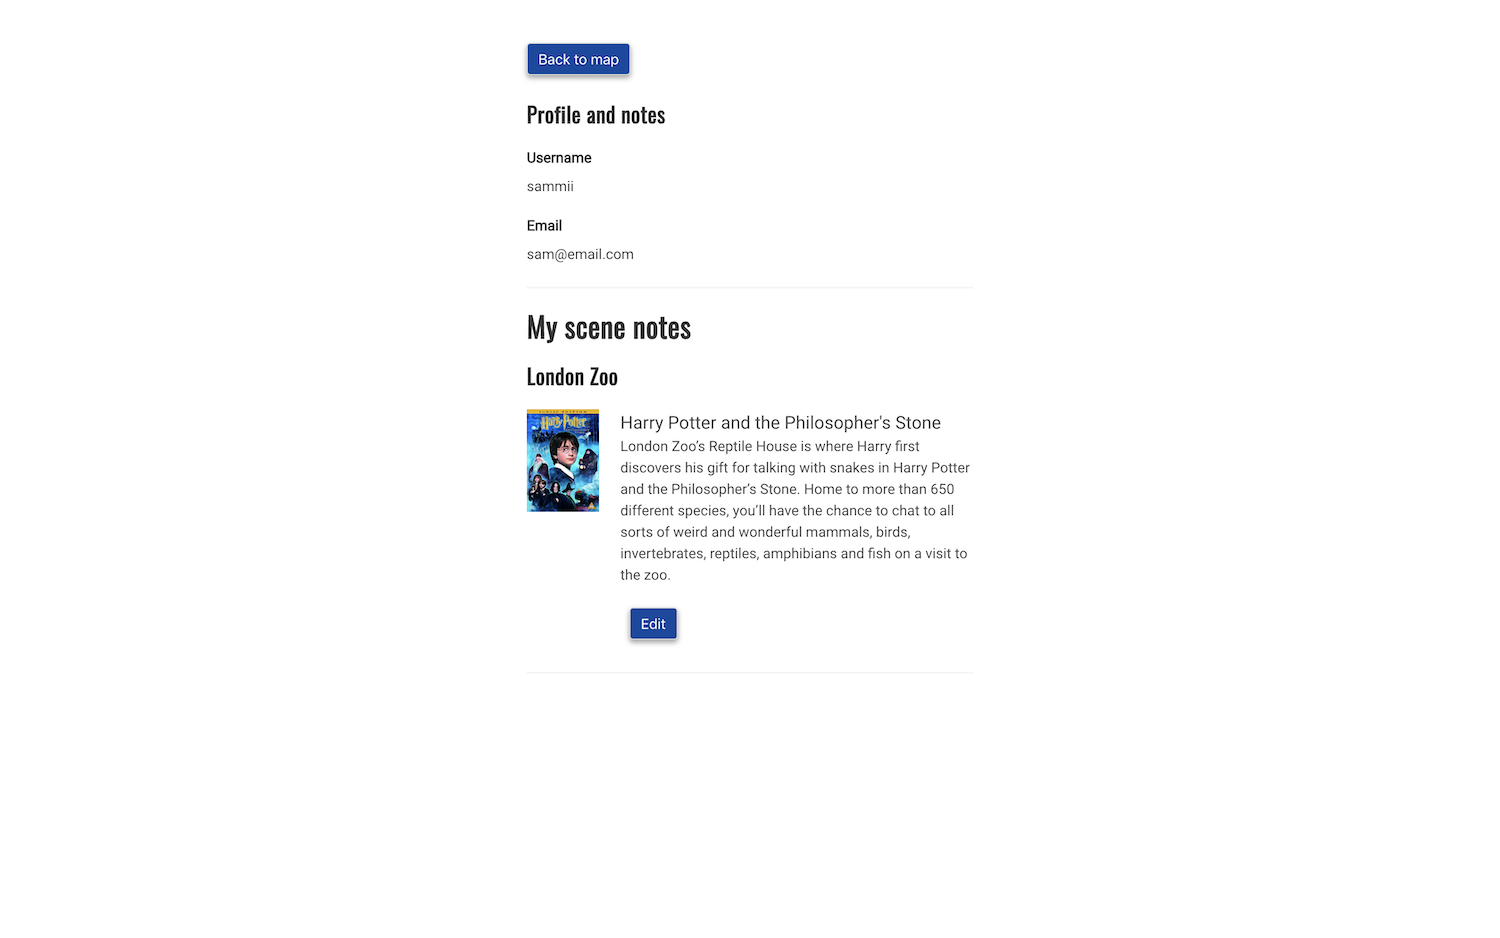 Back to map
Profile and notes
Username
sammii
Email
sam@email.com
My scene notes
London Zoo
Harry Potter
Harry Potter and the Philosopher's Stone
London Zoo’s Reptile House is where Harry first
discovers his gift for talking with snakes in Harry Potter
and the Philosopher’s Stone. Home to more than 650
different species, you’ll have the chance to chat to all
sorts of weird and wonderful mammals, birds,
invertebrates, reptiles, amphibians and fish on a visit to
the zoo.
Edit